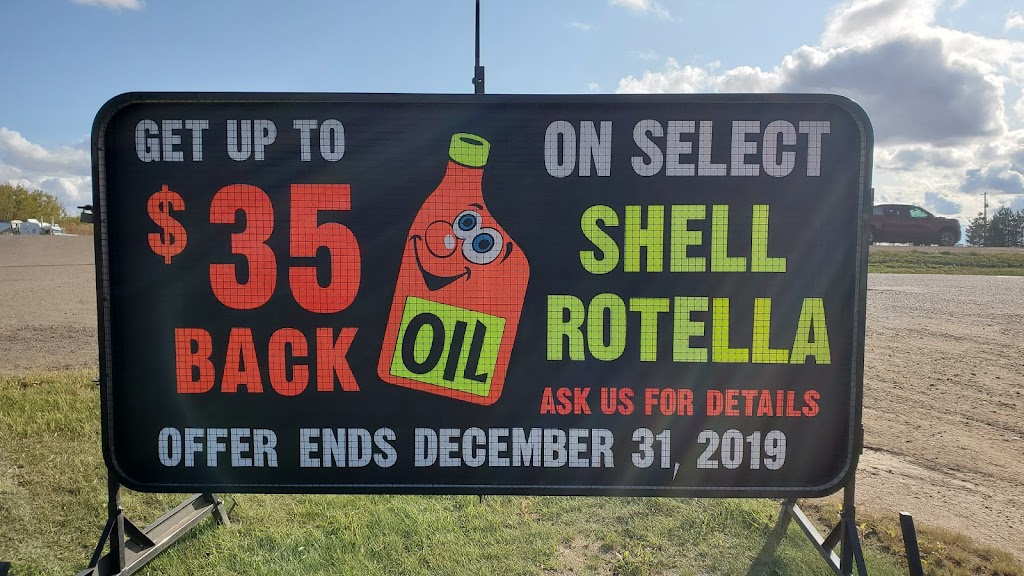 GET UP TO
$35
BACK
OIL
ON SELECT
SHELL
ROTELLA
ASK US FOR DETAILS
OFFER ENDS DECEMBER 31, 2019